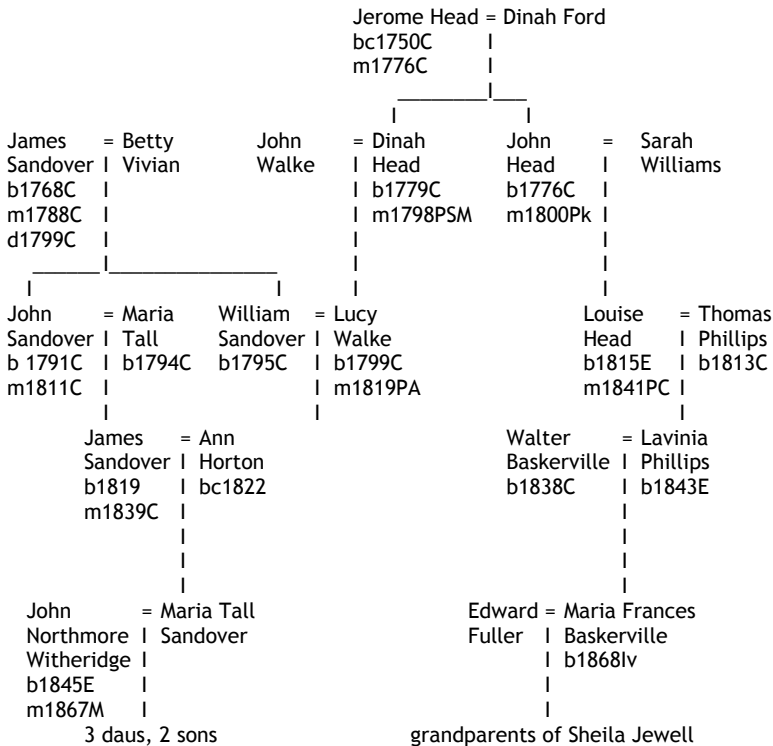 Jerome Head = Dinah Ford
bc1750C I
m1776C I
________I___
I I
James = Betty John = Dinah John = Sarah
Sandover I Vivian Walke I Head Head I Williams
b1768C I I b1779C b1776C I
m1788C I I m1798PSM m1800Pk I
d1799C I I I
______I_______________ I I
I I I I
John = Maria William = Lucy Louise = Thomas
Sandover I Tall Sandover I Walke Head I Phillips
b 1791C I b1794C b1795C I b1799C b1815E I b1813C
m1811C I I m1819PA m1841PC I
I I I
James = Ann Walter = Lavinia
Sandover I Horton Baskerville I Phillips
b1819 I bc1822 b1838C I b1843E
m1839C I I
I I
I I
I I
John = Maria Tall Edward = Maria Frances
Northmore I Sandover Fuller I Baskerville
Witheridge I I b1868Iv
b1845E I I
m1867M I I
3 daus, 2 sons grandparents of Sheila Jewell